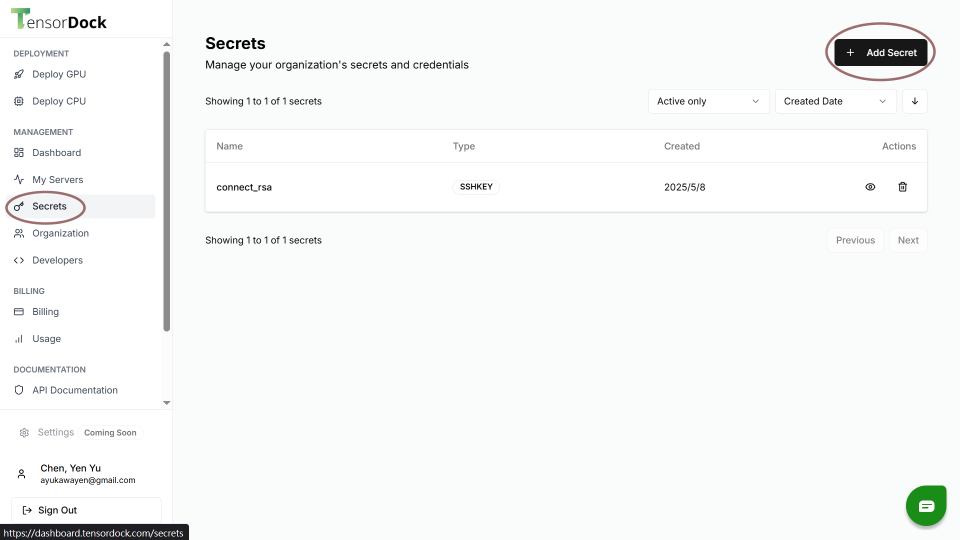 TensorDock
DEPLOYMENT
Deploy GPU
Deploy CPU
MANAGEMENT
Dashboard
My Servers
Secrets
Organization
Developers
BILLING
Billing
Usage
DOCUMENTATION
API Documentation
Settings Coming Soon
Chen, Yen Yu
ayukawayen@gmail.com
Sign Out
https://dashboard.tensordock.com/secrets
Secrets
Manage your organization's secrets and credentials
+ Add Secret
Showing 1 to 1 of 1 secrets
Active only
Created Date
Name Type Created Actions
connect_rsa SSHKEY 2025/5/8
Showing 1 to 1 of 1 secrets
Previous Next